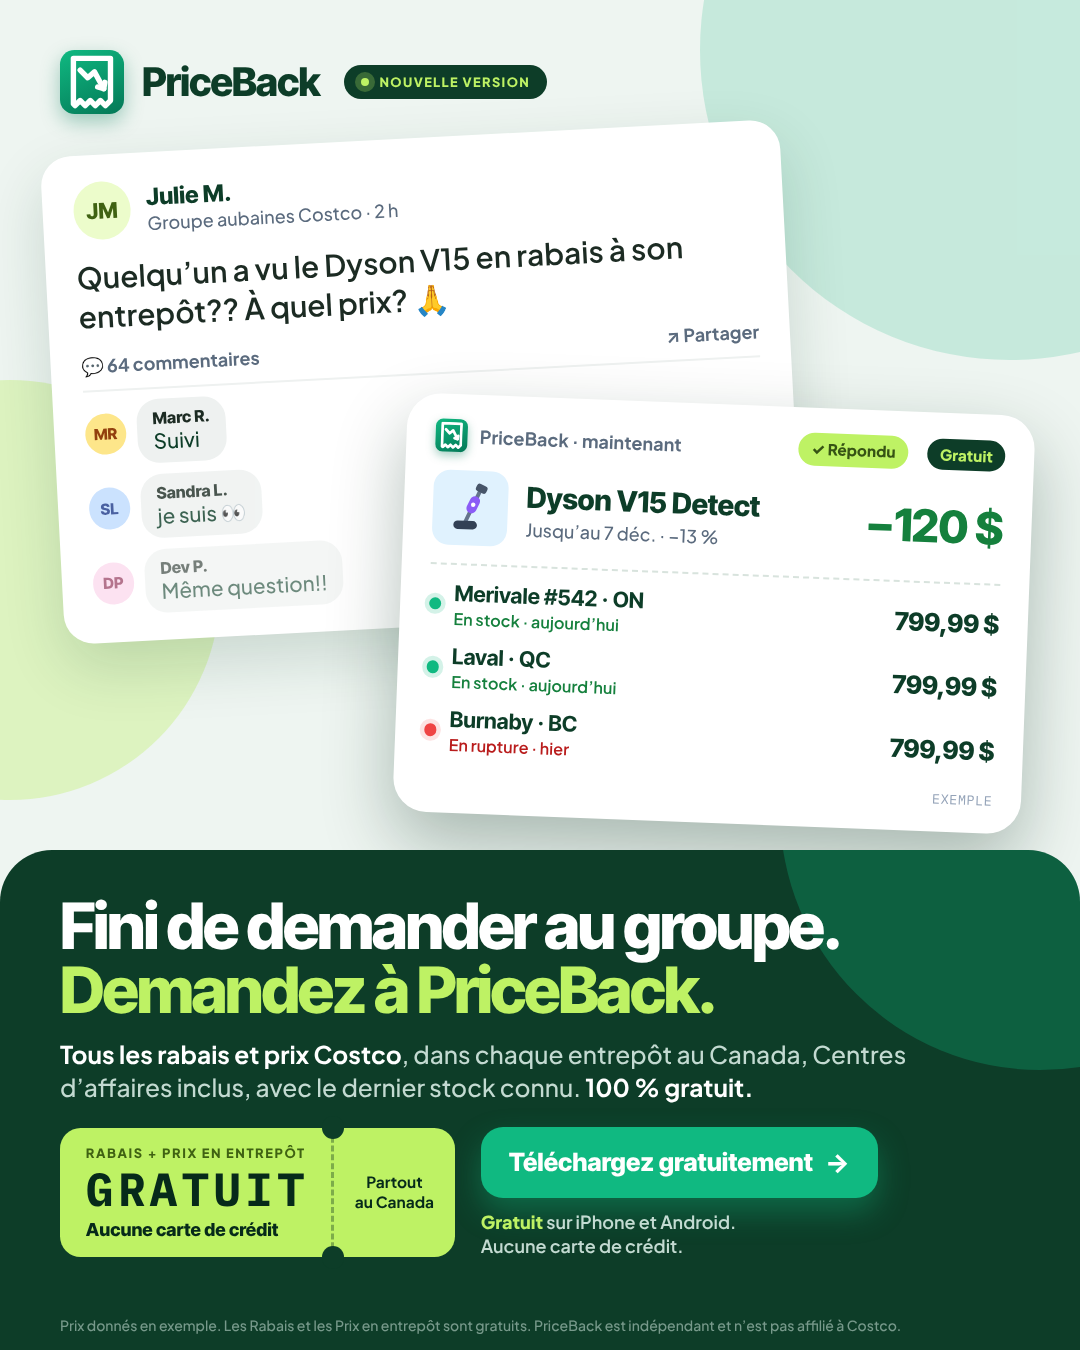 PriceBack
NOUVELLE VERSION
JM
Julie M.
Groupe aubaines Costco · 2 h
Quelqu’un a vu le Dyson V15 en rabais à son
entrepôt?? À quel prix? 🙏
💬 64 commentaires
↗ Partager
MR
Marc R.
Suivi
SL
Sandra L.
je suis 👀
DP
Dev P.
Même question!!
PriceBack · maintenant
✓ Répondu
Gratuit
Dyson V15 Detect
Jusqu’au 7 déc. · −13 %
−120 $
Merivale #542 · ON
En stock · aujourd’hui
799,99 $
Laval · QC
En stock · aujourd’hui
799,99 $
Burnaby · BC
En rupture · hier
799,99 $
EXEMPLE
Fini de demander au groupe.
Demandez à PriceBack.
Tous les rabais et prix Costco, dans chaque entrepôt au Canada, Centres
d’affaires inclus, avec le dernier stock connu. 100 % gratuit.
RABAIS + PRIX EN ENTREPÔT
GRATUIT
Aucune carte de crédit
Partout
au Canada
Téléchargez gratuitement →
Gratuit sur iPhone et Android.
Aucune carte de crédit.
Prix donnés en exemple. Les Rabais et les Prix en entrepôt sont gratuits. PriceBack est indépendant et n’est pas affilié à Costco.